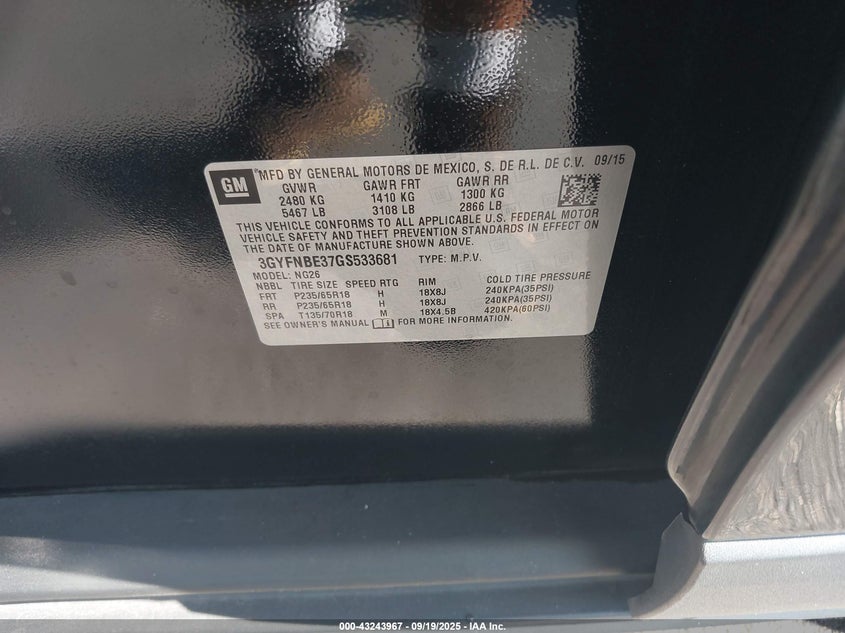 GM
®MFD BY GENERAL MOTORS DE MEXICO, S. DE R.L. DE C.V. 09/15
GVWR GAWR FRT GAWR RR
2480 KG 1410 KG 1300 KG
5467 LB 3108 LB 2866 LB
THIS VEHICLE CONFORMS TO ALL APPLICABLE U.S. FEDERAL MOTOR
VEHICLE SAFETY AND THEFT PREVENTION STANDARDS IN EFFECT ON
THE DATE OF MANUFACTURE SHOWN ABOVE.
3GYFNBE37GS533681 TYPE: M.P.V.
MODEL: NG26
NBBL TIRE SIZE SPEED RTG RIM COLD TIRE PRESSURE
FRT P235/65R18 H 18X8J 240KPA(35PSI)
RR P235/65R18 H 18X8J 240KPA(35PSI)
SPA T135/70R18 M 18X4.5B 420KPA(60PSI)
SEE OWNER'S MANUAL FOR MORE INFORMATION.
000-43243967 - 09/19/2025 - IAA Inc.